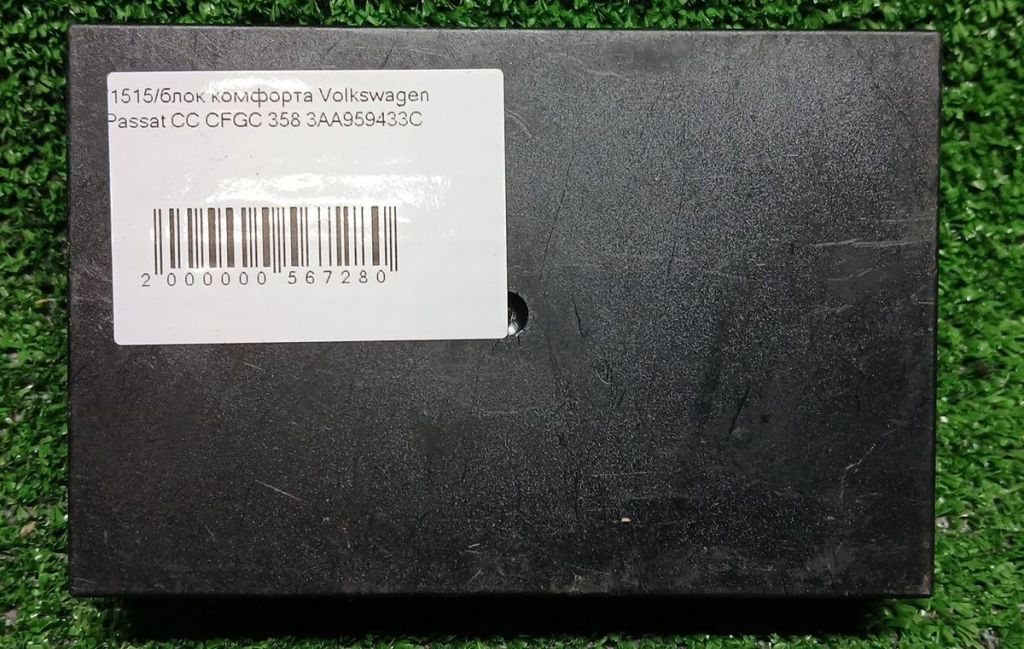 1515/блок комфорта Volkswagen
Passat CC CFGC 358 3AA959433C
2 000000 567280